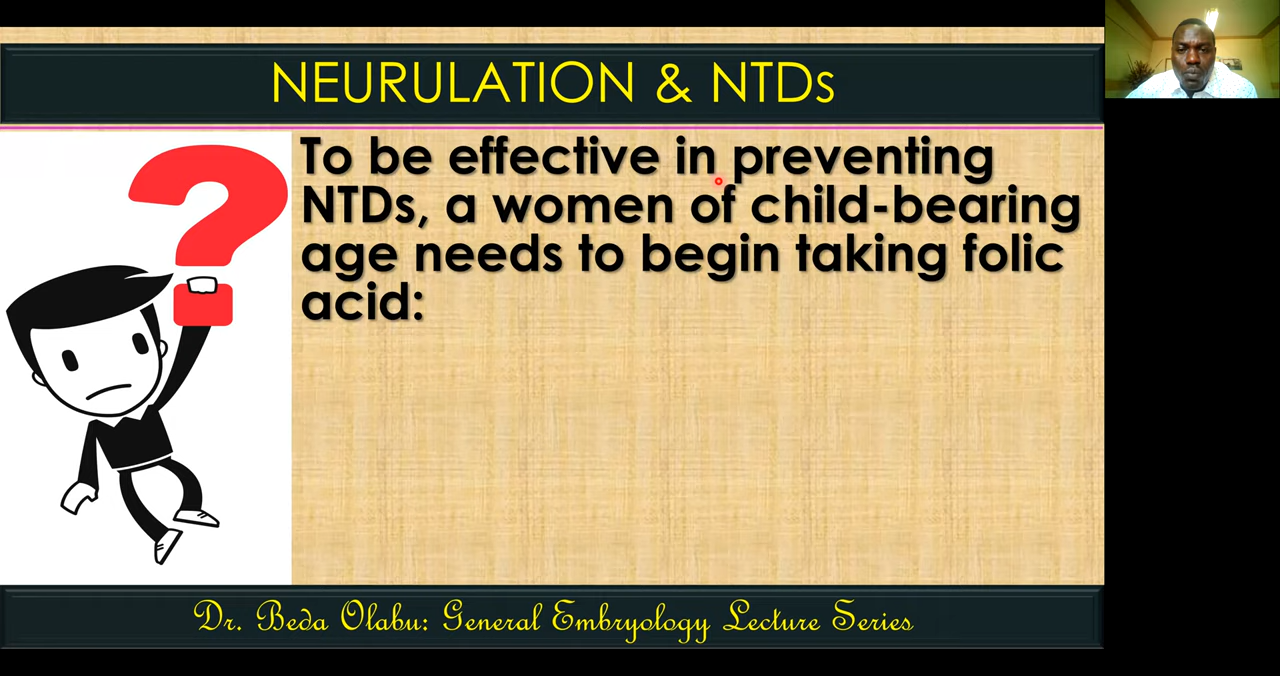 NEURULATION & NTDs
To be effective in preventing
NTDs, a women of child-bearing
age needs to begin taking folic
acid:
Dr. Beda Olabu: General Embryology Lecture Series